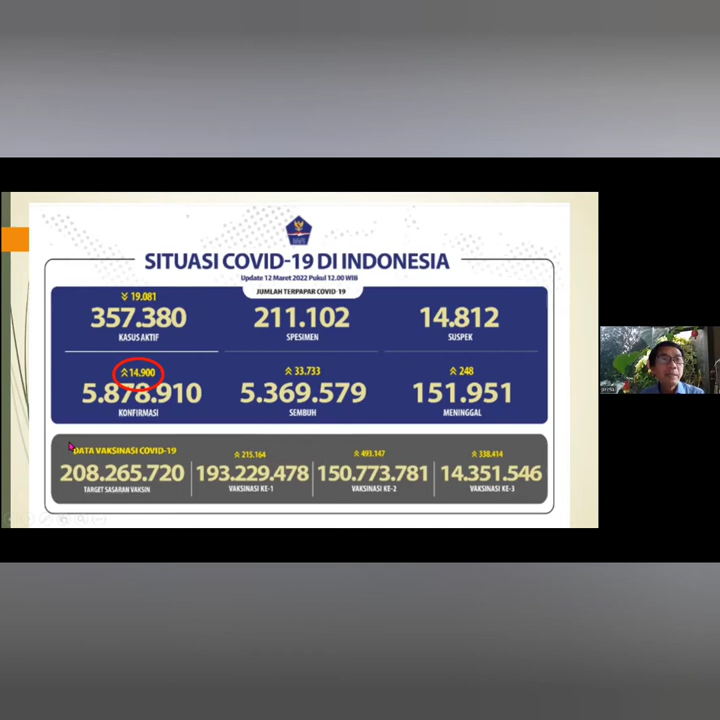 SITUASI COVID-19 DI INDONESIA
Update 12 Maret 2022 Pukul 12.00 WIB
JUMLAH TERPAPAR COVID-19
19.081
357.380
KASUS AKTIF
211.102
SPESIMEN
14.812
SUSPEK
14.900
5.878.910
KONFIRMASI
33.733
5.369.579
SEMBUH
248
151.951
MENINGGAL
DATA VAKSINASI COVID-19
208.265.720
TARGET SASARAN VAKSIN
215.164
193.229.478
VAKSINASI KE-1
493.147
150.773.781
VAKSINASI KE-2
338.414
14.351.546
VAKSINASI KE-3